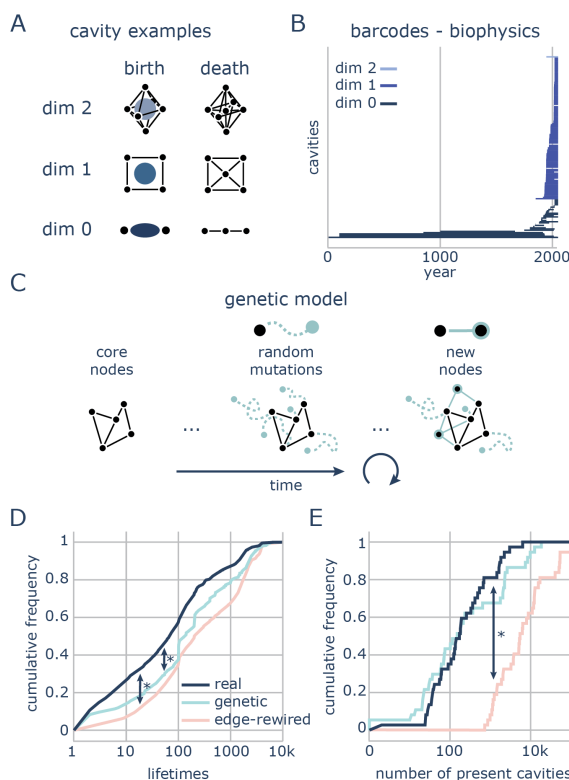 A
cavity examples
birth death
dim 2
dim 1
dim 0
B
barcodes - biophysics
dim 2
dim 1
dim 0
cavities
0 1000 2000
year
C
genetic model
core
nodes
random
mutations
new
nodes
... ...
time
D
cumulative frequency
1
0.8
0.6
0.4
0.2
0
* *
real
genetic
edge-rewired
1 10 100 1000 10k
lifetimes
E
cumulative frequency
1
0.8
0.6
0.4
0.2
0
*
0 100 10k
number of present cavities